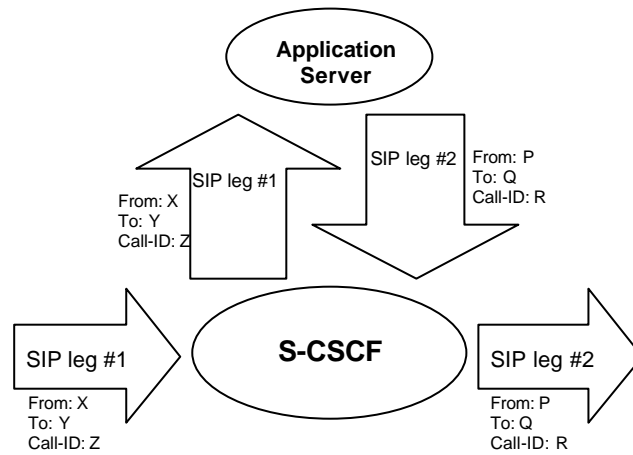 Application
Server
SIP leg #1
From: X
To: Y
Call-ID: Z
SIP leg #2
From: P
To: Q
Call-ID: R
S-CSCF
SIP leg #1
From: X
To: Y
Call-ID: Z
SIP leg #2
From: P
To: Q
Call-ID: R